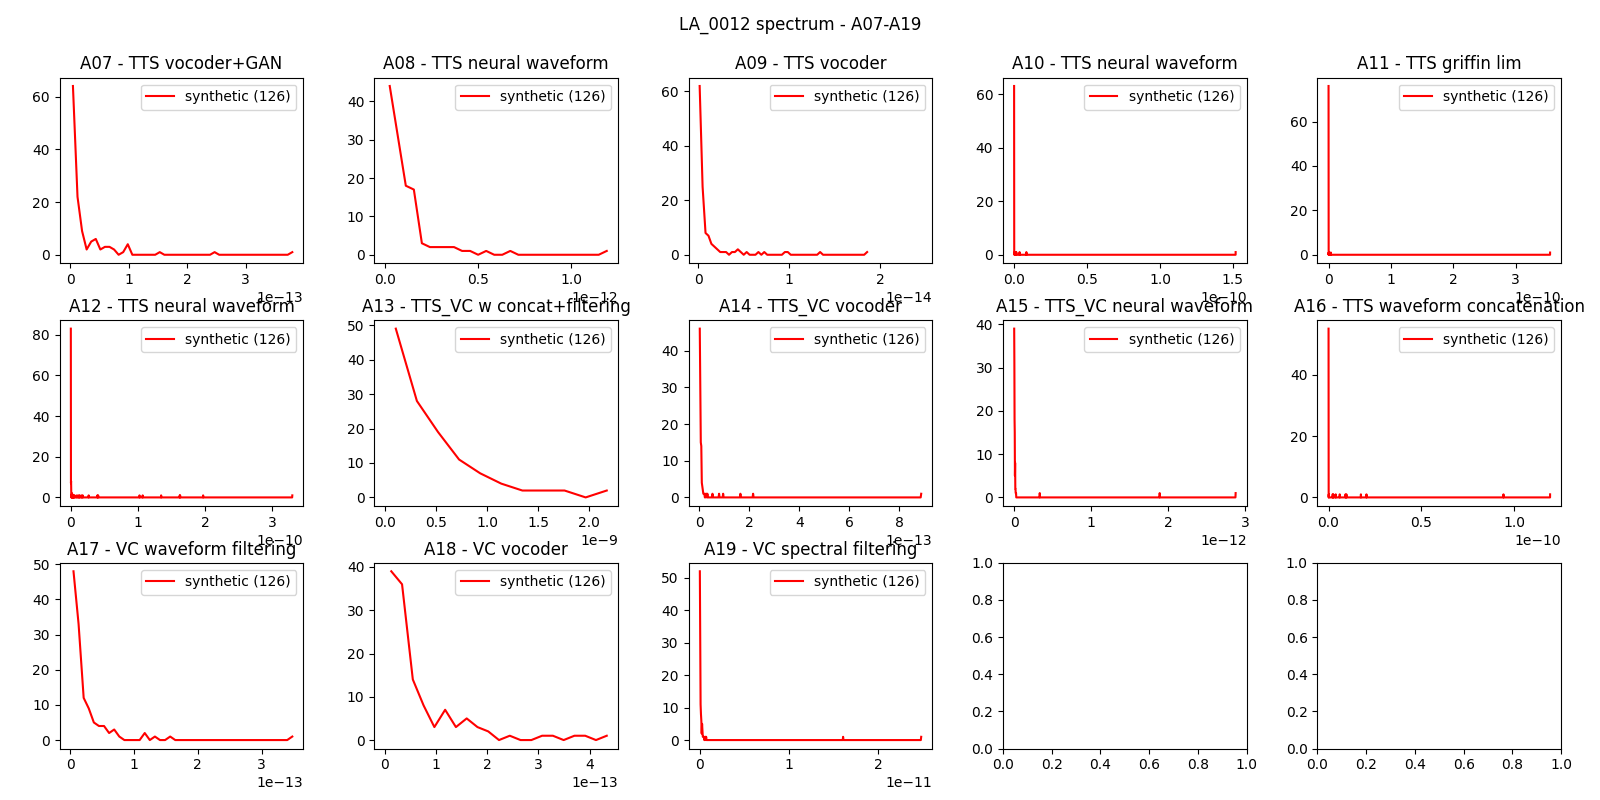 LA_0012 spectrum - A07-A19
A07 - TTS vocoder+GAN
synthetic (126)
60
40
20
0
0 1 2 3
1e−13
A08 - TTS neural waveform
synthetic (126)
40
30
20
10
0
0.0 0.5 1.0
1e−12
A09 - TTS vocoder
synthetic (126)
60
40
20
0
0 1 2
1e−14
A10 - TTS neural waveform
synthetic (126)
60
40
20
0
0.0 0.5 1.0 1.5
1e−10
A11 - TTS griffin lim
synthetic (126)
60
40
20
0
0 1 2 3
1e−10
A12 - TTS neural waveform
synthetic (126)
80
60
40
20
0
0 1 2 3
1e−10
A13 - TTS_VC w concat+filtering
synthetic (126)
50
40
30
20
10
0
0.0 0.5 1.0 1.5 2.0
1e−9
A14 - TTS_VC vocoder
synthetic (126)
40
30
20
10
0
0 2 4 6 8
1e−13
A15 - TTS_VC neural waveform
synthetic (126)
40
30
20
10
0
0 1 2 3
1e−12
A16 - TTS waveform concatenation
synthetic (126)
40
20
0
0.0 0.5 1.0
1e−10
A17 - VC waveform filtering
synthetic (126)
50
40
30
20
10
0
0 1 2 3
1e−13
A18 - VC vocoder
synthetic (126)
40
30
20
10
0
0 1 2 3 4
1e−13
A19 - VC spectral filtering
synthetic (126)
50
40
30
20
10
0
0 1 2
1e−11
1.0
0.8
0.6
0.4
0.2
0.0
0.0 0.2 0.4 0.6 0.8 1.0
1.0
0.8
0.6
0.4
0.2
0.0
0.0 0.2 0.4 0.6 0.8 1.0